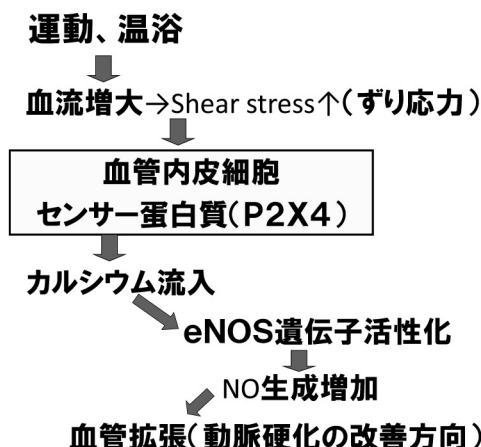 運動、温浴
血流増大→Shear stress↑(ずり応力)
血管内皮細胞
センサー蛋白質(P2X4)
カルシウム流入
eNOS遺伝子活性化
NO生成増加
血管拡張(動脈硬化の改善方向)